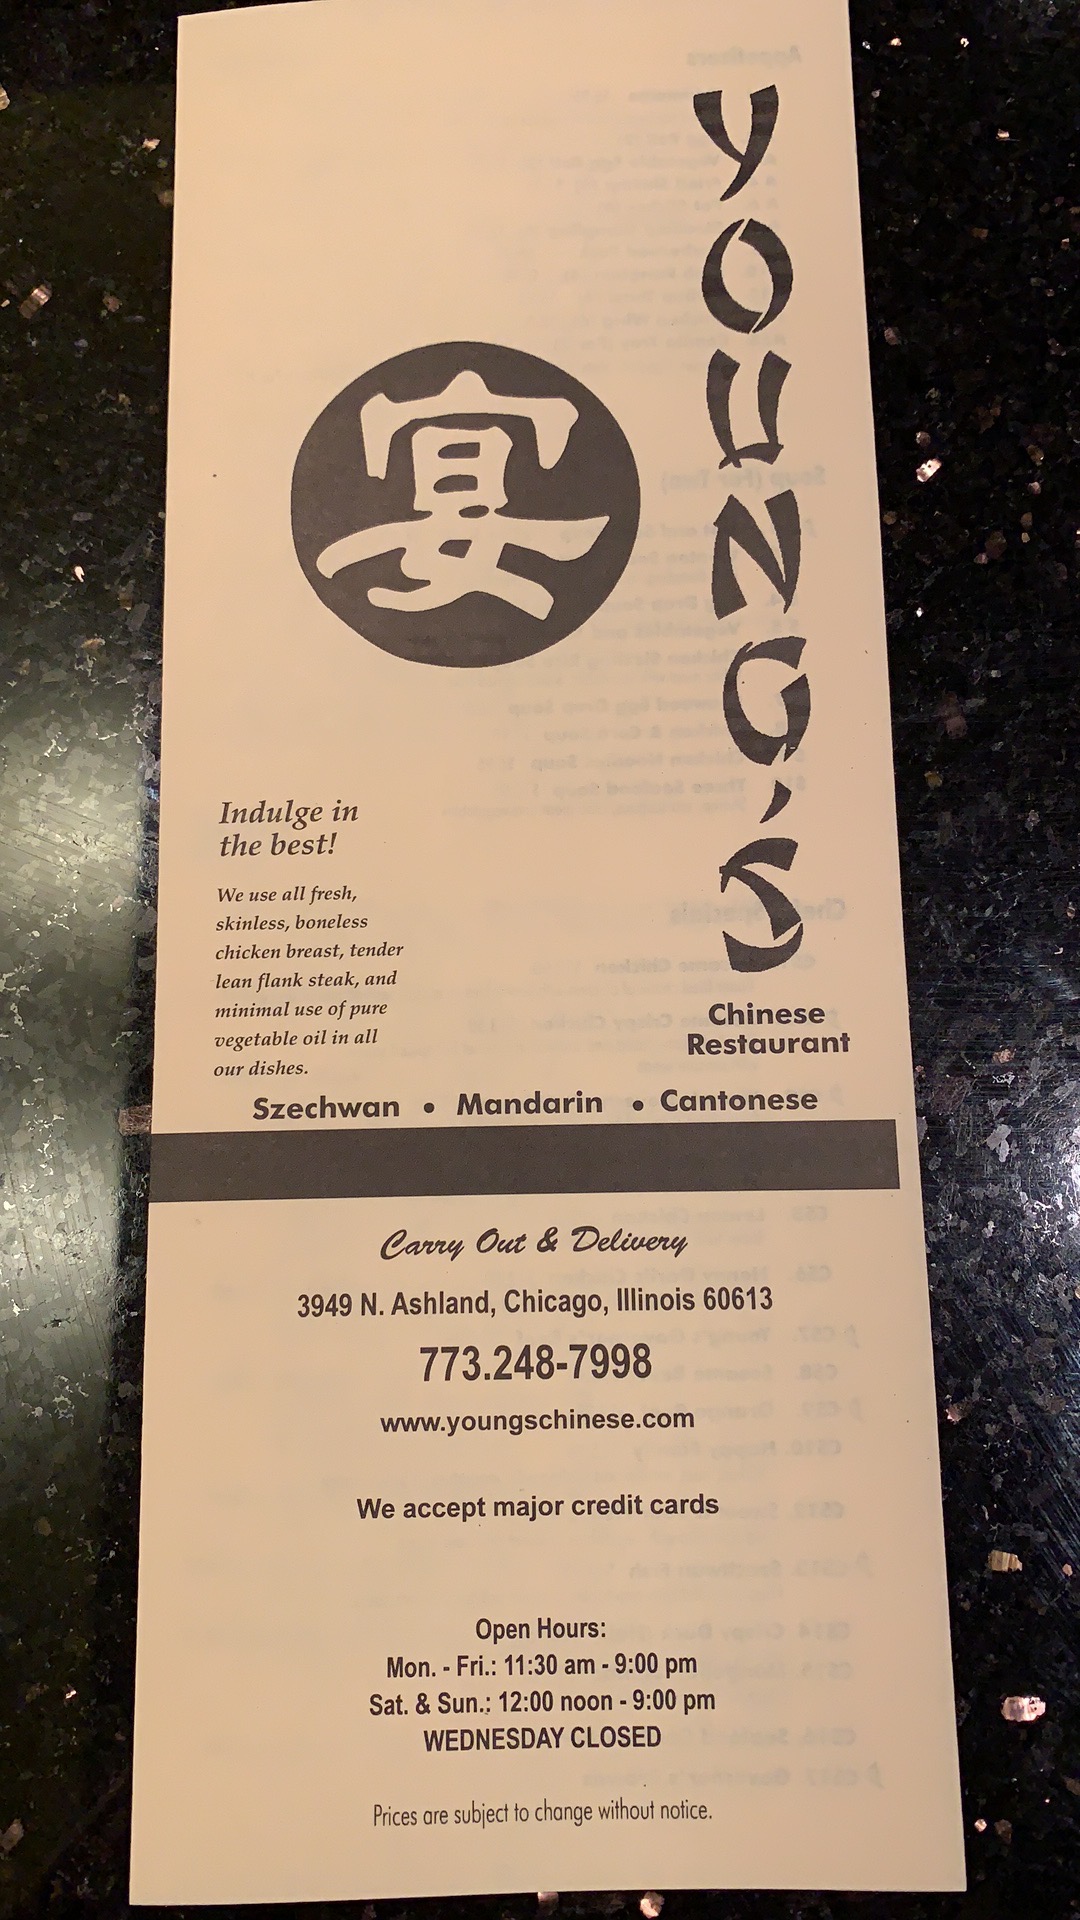 YOUNG'S
宴
Indulge in
the best!
We use all fresh,
skinless, boneless
chicken breast, tender
lean flank steak, and
minimal use of pure
vegetable oil in all
our dishes.
Chinese
Restaurant
Szechwan • Mandarin • Cantonese
Carry Out & Delivery
3949 N. Ashland, Chicago, Illinois 60613
773.248-7998
www.youngschinese.com
We accept major credit cards
Open Hours:
Mon. - Fri.: 11:30 am - 9:00 pm
Sat. & Sun.: 12:00 noon - 9:00 pm
WEDNESDAY CLOSED
Prices are subject to change without notice.